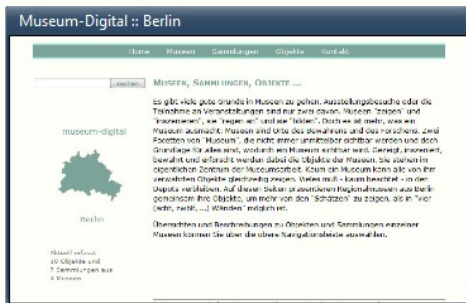 Museum-Digital :: Berlin
Home Museen Sammlungen Objekte Kontakt
suchen
MUSEEN, SAMMLUNGEN, OBJEKTE ...
Es gibt viele gute Gründe in Museen zu gehen. Ausstellungsbesuche oder die
Teilnahme an Veranstaltungen sind nur zwei davon. Museen "zeigen" und
"inszenieren", sie "regen an" und sie "bilden". Doch es ist mehr, was ein
Museum ausmacht: Museen sind Orte des Bewahrens und des Forschens. Zwei
Facetten von "Museum", die nicht immer unmittelbar sichtbar werden und doch
Grundlage für alles sind, wodurch ein Museum sichtbar wird. Gezeigt, inszeniert,
bewahrt und erforscht werden dabei die Objekte der Museen. Sie stehen im
eigentlichen Zentrum der Museumsarbeit. Kaum ein Museum kann alle von ihm
verwahrten Objekte gleichzeitig zeigen. Vieles muß - kaum beachtet - in den
Depots verbleiben. Auf diesen Seiten präsentieren Regionalmuseen aus Berlin
gemeinsam ihre Objekte, um mehr von den "Schätzen" zu zeigen, als in "vier
(acht, zwölf, ...) Wänden" möglich ist.
Übersichten und Beschreibungen zu Objekten und Sammlungen einzelner
Museen können Sie über die obere Navigationsleiste auswählen.
museum-digital
Berlin
Aktuell erfasst
10 Objekte und
7 Sammlungen aus
Museen